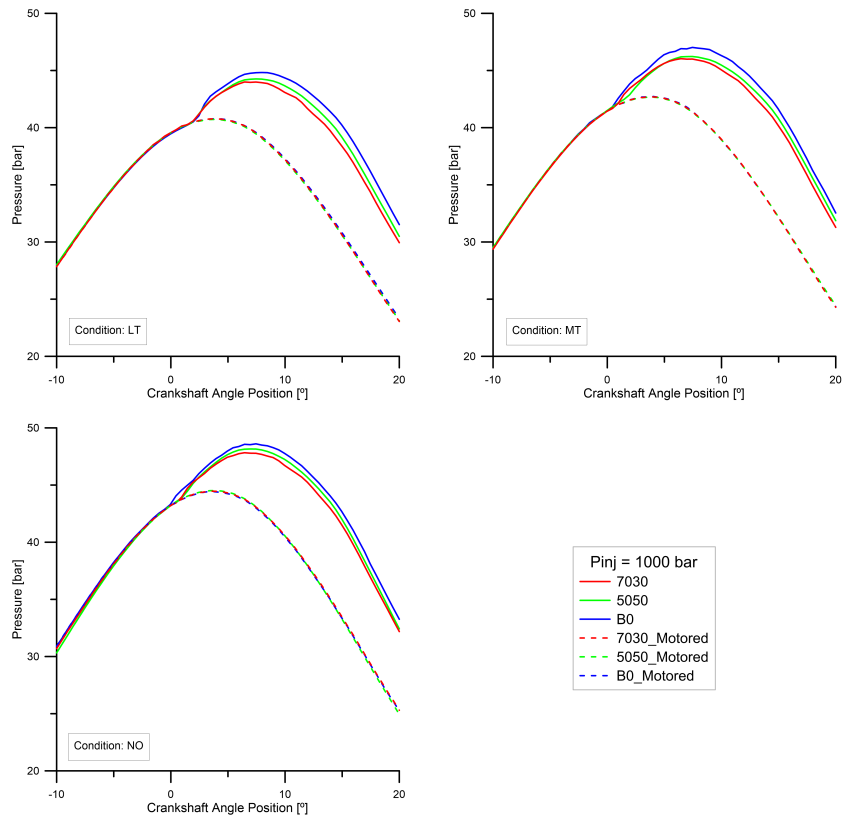 50
40
30
20
Pressure [bar]
Condition: LT
-10 0 10 20
Crankshaft Angle Position [º]
50
40
30
20
Pressure [bar]
Condition: MT
-10 0 10 20
Crankshaft Angle Position [º]
50
40
30
20
Pressure [bar]
Condition: NO
-10 0 10 20
Crankshaft Angle Position [º]
Pinj = 1000 bar
7030
5050
B0
7030_Motored
5050_Motored
B0_Motored